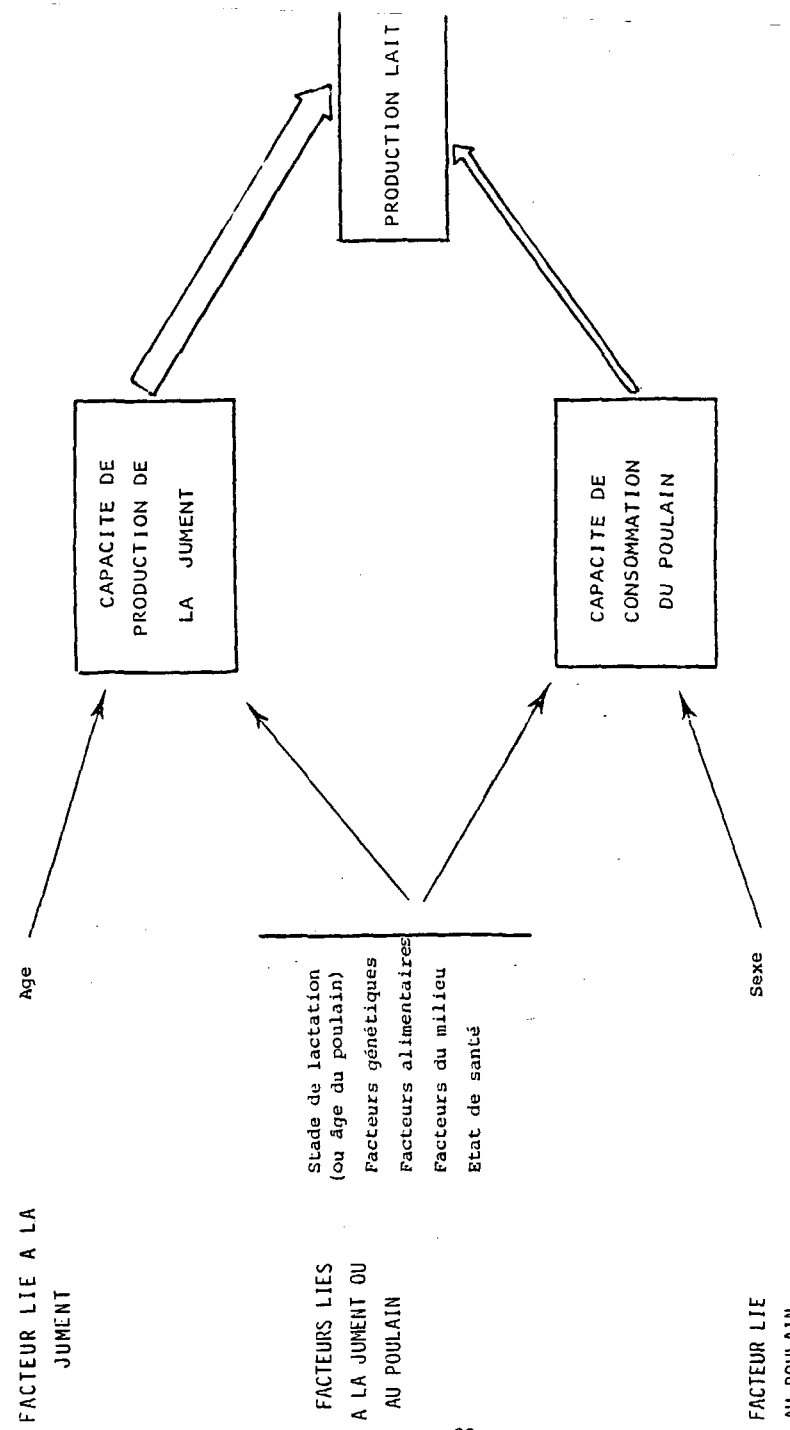 FACTEUR LIE A LA
JUMENT
Age
FACTEURS LIES
A LA JUMENT OU
AU POULAIN
Stade de lactation
(ou âge du poulain)
Facteurs génétiques
Facteurs alimentaires
Facteurs du milieu
Etat de santé
FACTEUR LIE
AU POULAIN
Sexe
CAPACITE DE
PRODUCTION DE
LA JUMENT
CAPACITE DE
CONSOMMATION
DU POULAIN
PRODUCTION LAIT